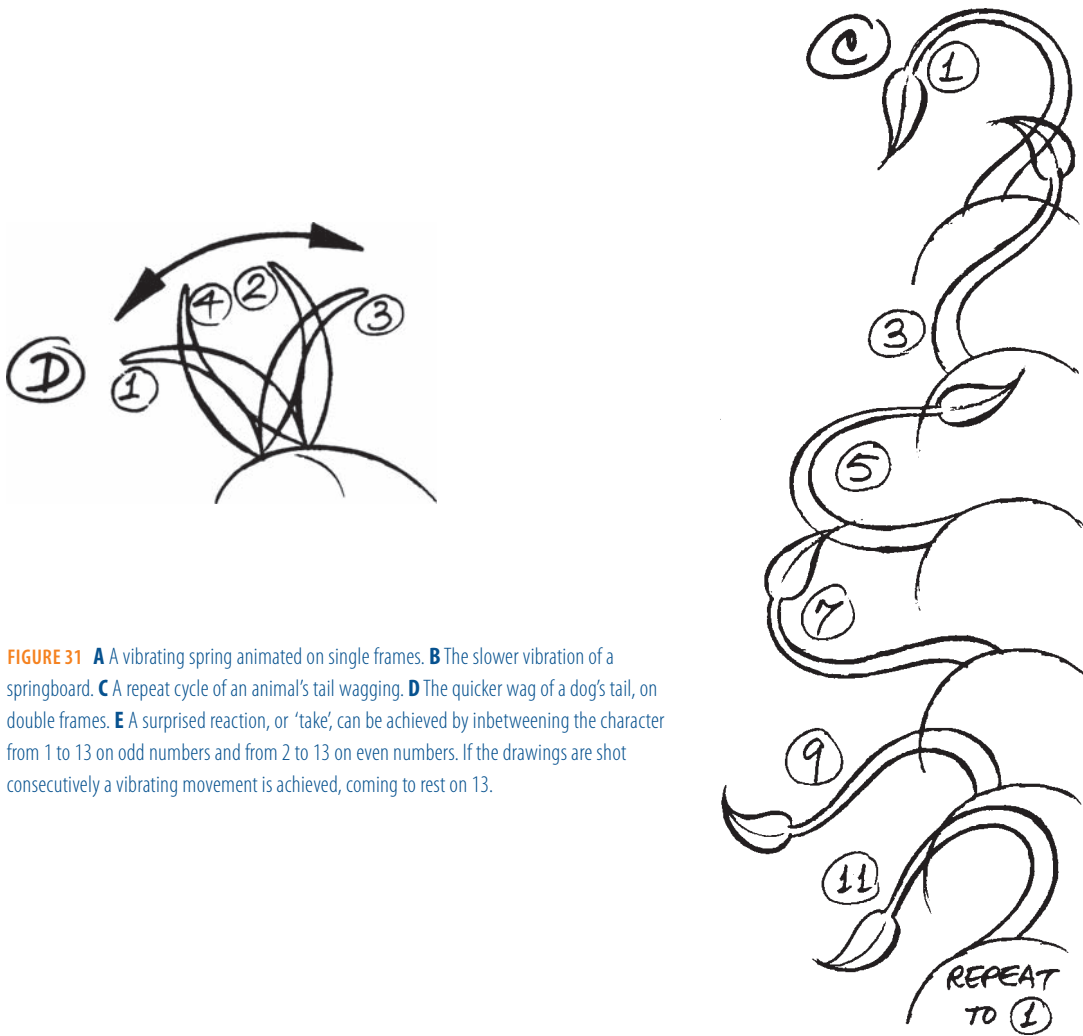 C
1
3
5
7
9
11
REPEAT
TO 1
4
2
3
D
1
FIGURE 31 A A vibrating spring animated on single frames. B The slower vibration of a
springboard. C A repeat cycle of an animal's tail wagging. D The quicker wag of a dog's tail, on
double frames. E A surprised reaction, or ‘take’, can be achieved by inbetweening the character
from 1 to 13 on odd numbers and from 2 to 13 on even numbers. If the drawings are shot
consecutively a vibrating movement is achieved, coming to rest on 13.